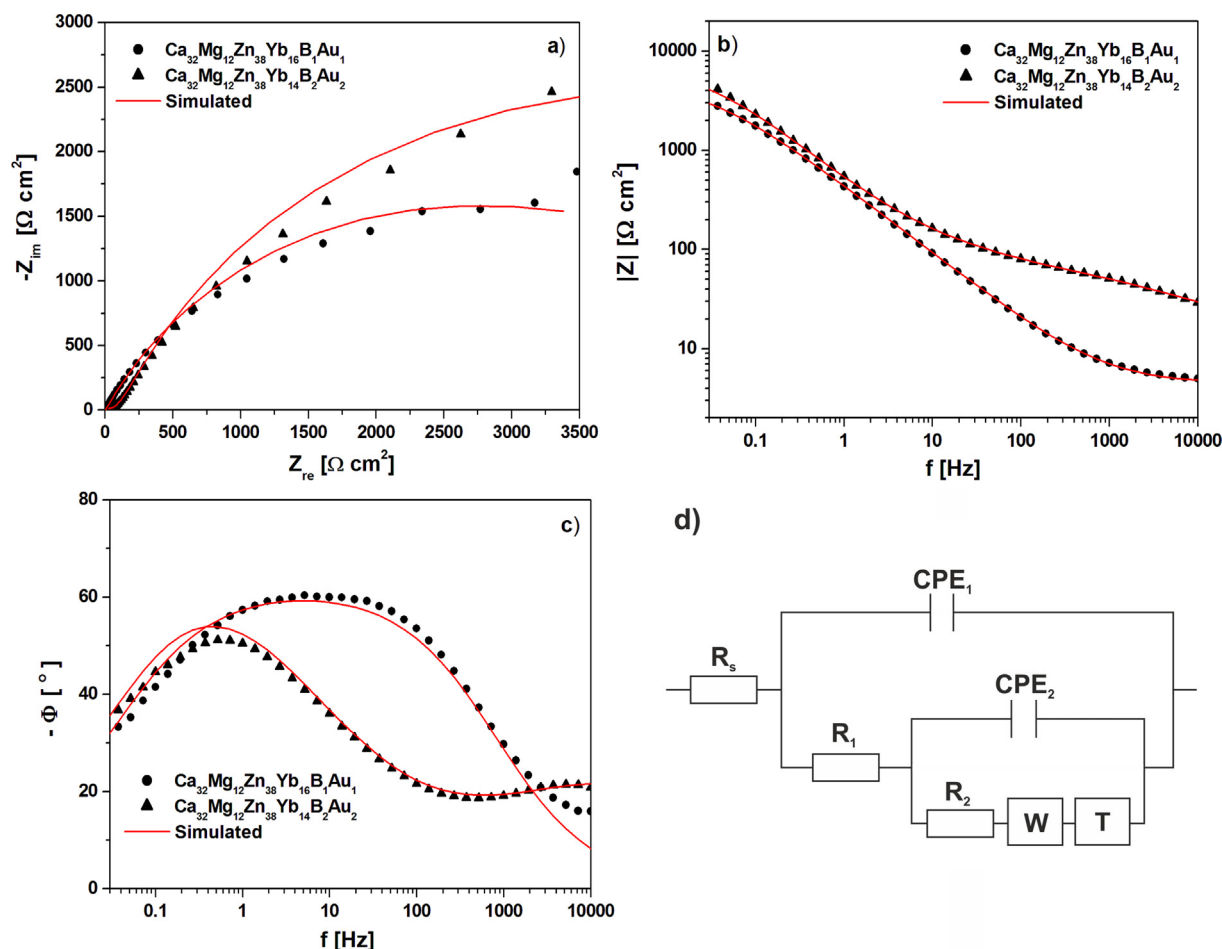 a)
3000
2500
2000
1500
1000
500
0
-Z_im [Ω cm²]
Ca₃₂Mg₁₂Zn₃₈Yb₁₆B₁Au₁
Ca₃₂Mg₁₂Zn₃₈Yb₁₄B₂Au₂
Simulated
0 500 1000 1500 2000 2500 3000 3500
Z_re [Ω cm²]
b)
10000
1000
100
10
|Z| [Ω cm²]
Ca₃₂Mg₁₂Zn₃₈Yb₁₆B₁Au₁
Ca₃₂Mg₁₂Zn₃₈Yb₁₄B₂Au₂
Simulated
0.1 1 10 100 1000 10000
f [Hz]
c)
80
60
40
20
0
- Φ [ ° ]
Ca₃₂Mg₁₂Zn₃₈Yb₁₆B₁Au₁
Ca₃₂Mg₁₂Zn₃₈Yb₁₄B₂Au₂
Simulated
0.1 1 10 100 1000 10000
f [Hz]
d)
CPE₁
Rₛ
CPE₂
R₁
R₂
W
T